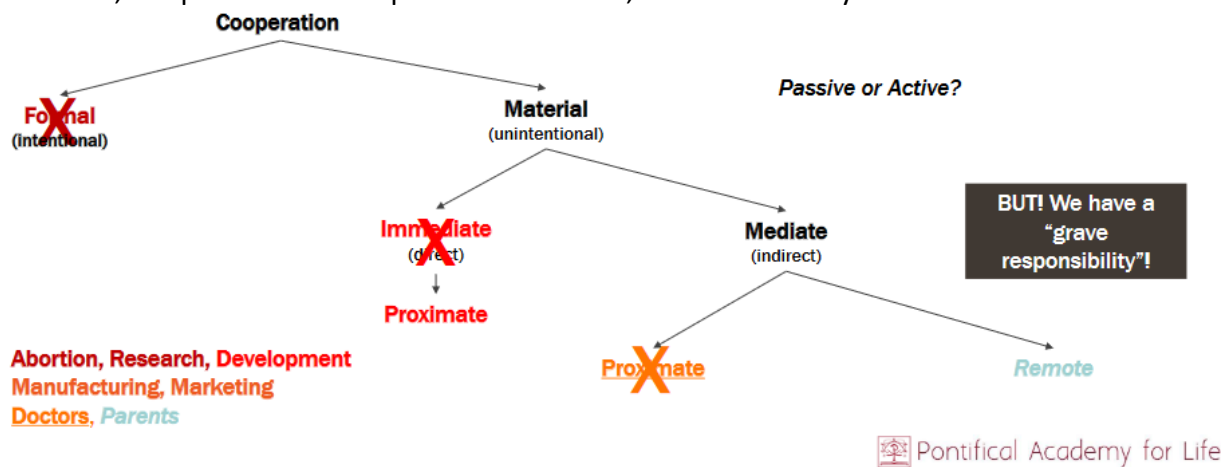 Cooperation
Formal
(intentional)
Material
(unintentional)
Passive or Active?
Immediate
(direct)
Mediate
(indirect)
BUT! We have a
“grave
responsibility”!
Proximate
Proximate
Remote
Abortion, Research, Development
Manufacturing, Marketing
Doctors, Parents
Pontifical Academy for Life